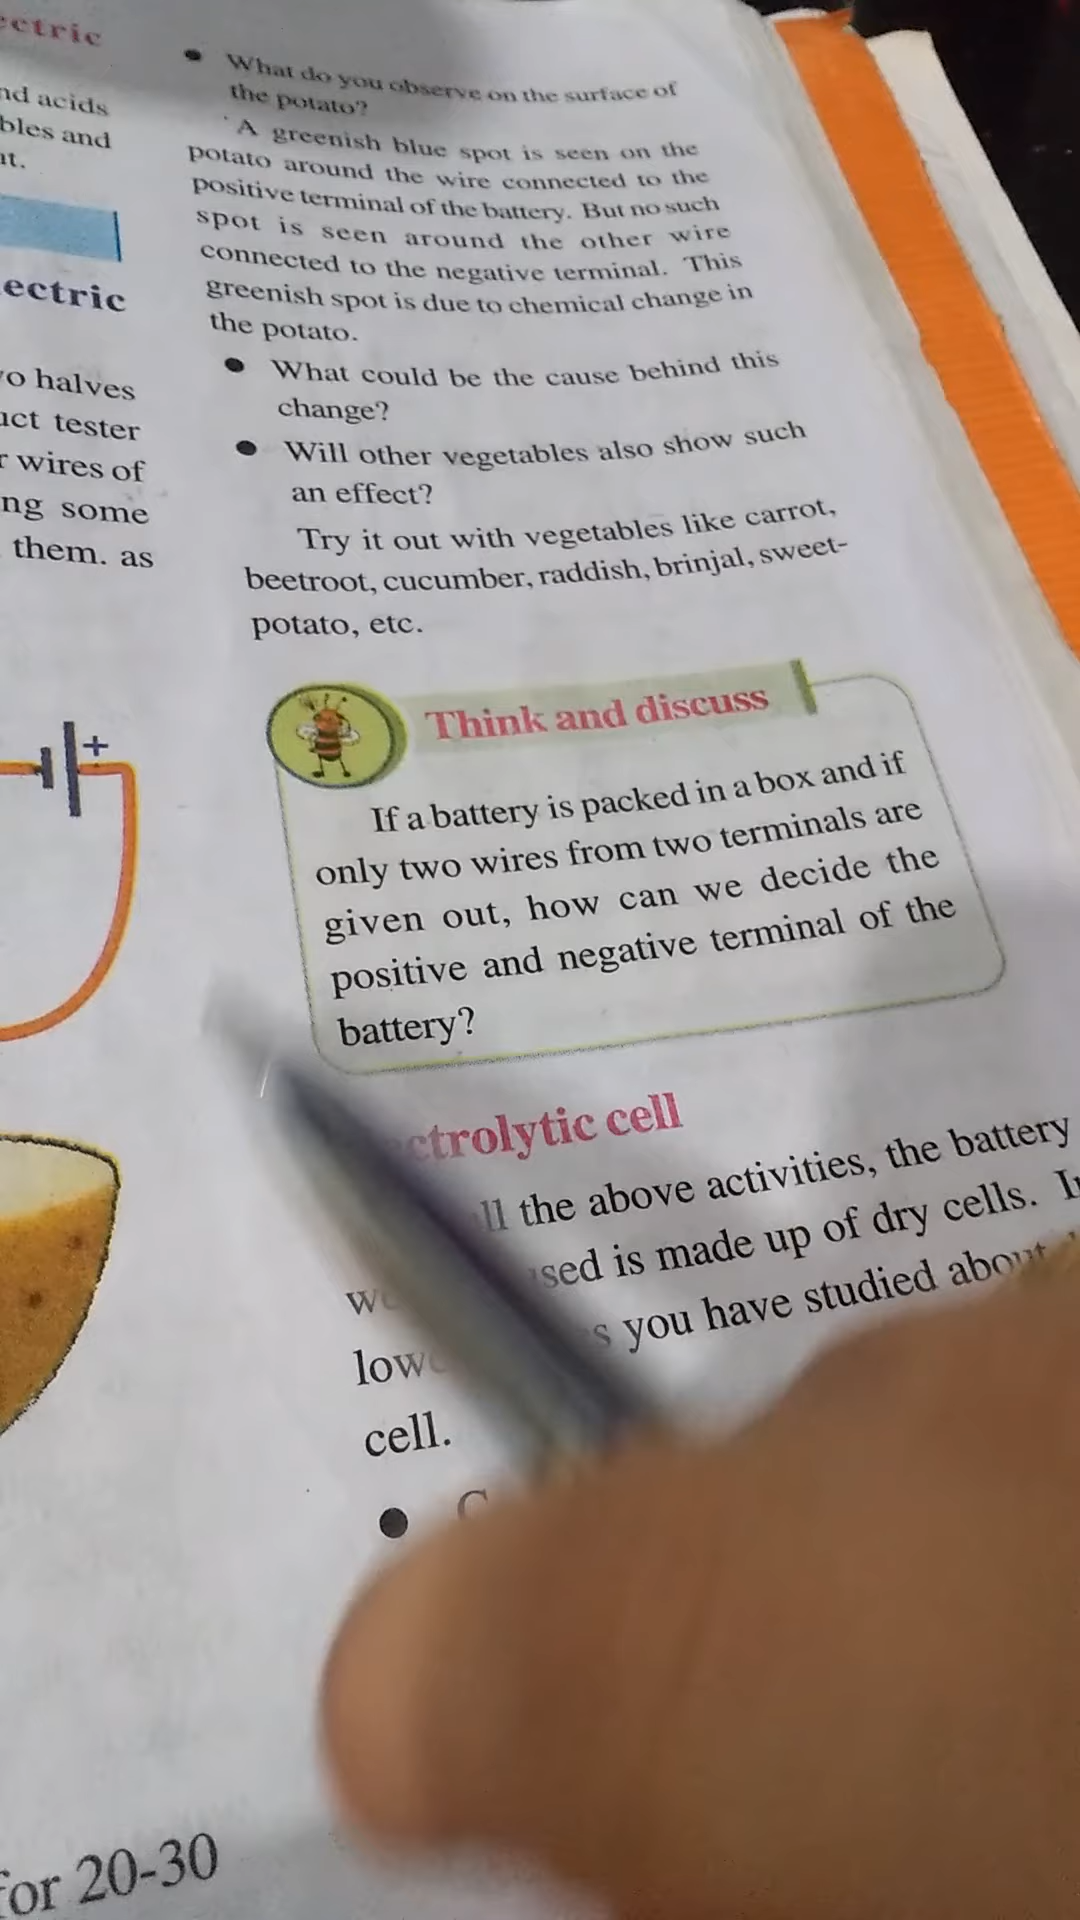 ectric
nd acids
bles and
at.
ectric
o halves
uct tester
r wires of
ng some
them. as
+
for 20-30
• What do you observe on the surface of
the potato?
A greenish blue spot is seen on the
potato around the wire connected to the
positive terminal of the battery. But no such
spot is seen around the other wire
connected to the negative terminal. This
greenish spot is due to chemical change in
the potato.
• What could be the cause behind this
change?
• Will other vegetables also show such
an effect?
Try it out with vegetables like carrot,
beetroot, cucumber, raddish, brinjal, sweet-
potato, etc.
Think and discuss
If a battery is packed in a box and if
only two wires from two terminals are
given out, how can we decide the
positive and negative terminal of the
battery?
ctrolytic cell
ll the above activities, the battery
sed is made up of dry cells.
low
s you have studied about
cell.
•